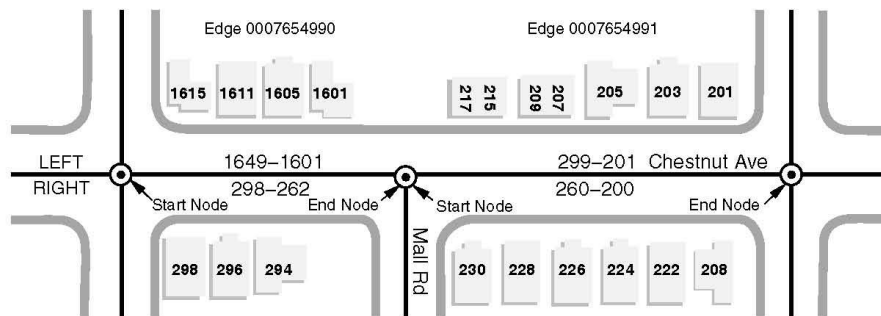 Edge 0007654990 Edge 0007654991
1615 1611 1605 1601 217 215 209 207 205 203 201
LEFT 1649–1601 299–201 Chestnut Ave
RIGHT 298–262 260–200
Start Node End Node Start Node End Node
Mall Rd
298 296 294 230 228 226 224 222 208